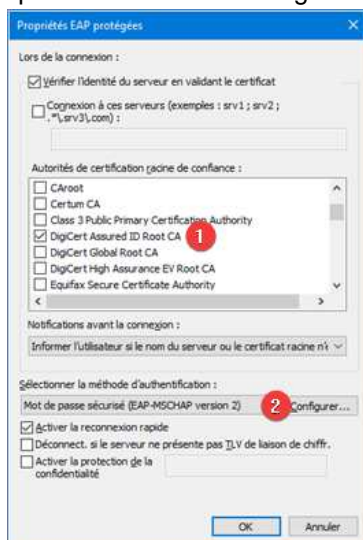 Propriétés EAP protégées
Lors de la connexion :
Vérifier l'identité du serveur en validant le certificat
Connexion à ces serveurs (exemples : srv1 ; srv2 ;
.*\.srv3\.com) :
Autorités de certification racine de confiance :
CAroot
Certum CA
Class 3 Public Primary Certification Authority
DigiCert Assured ID Root CA
1
DigiCert Global Root CA
DigiCert High Assurance EV Root CA
Equifax Secure Certificate Authority
Notifications avant la connexion :
Informer l'utilisateur si le nom du serveur ou le certificat racine n'e
Sélectionner la méthode d'authentification :
Mot de passe sécurisé (EAP-MSCHAP version 2)
2
Configurer...
Activer la reconnexion rapide
Déconnect. si le serveur ne présente pas TLV de liaison de chiffr.
Activer la protection de la
confidentialité
OK
Annuler